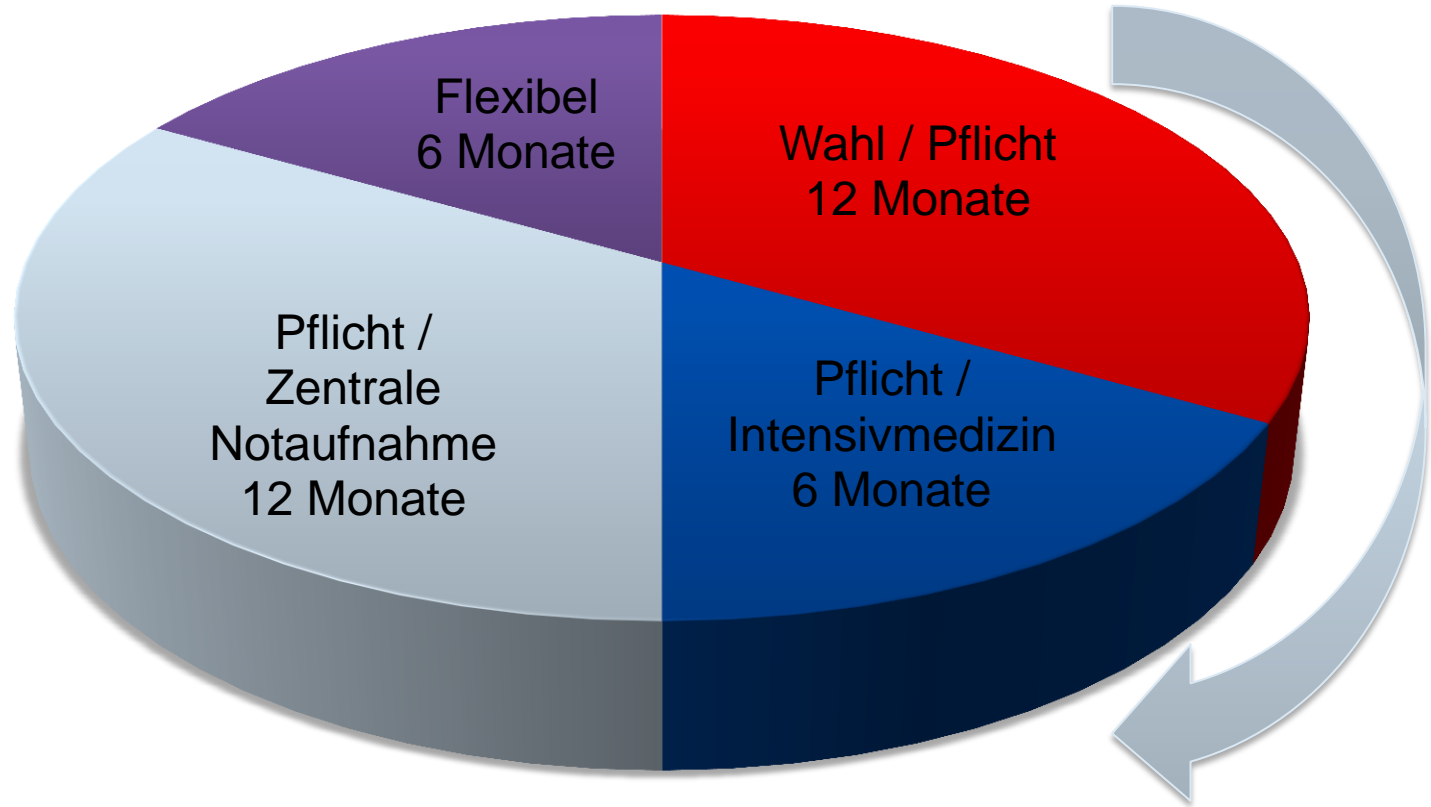 Flexibel
6 Monate
Wahl / Pflicht
12 Monate
Pflicht /
Zentrale
Notaufnahme
12 Monate
Pflicht /
Intensivmedizin
6 Monate